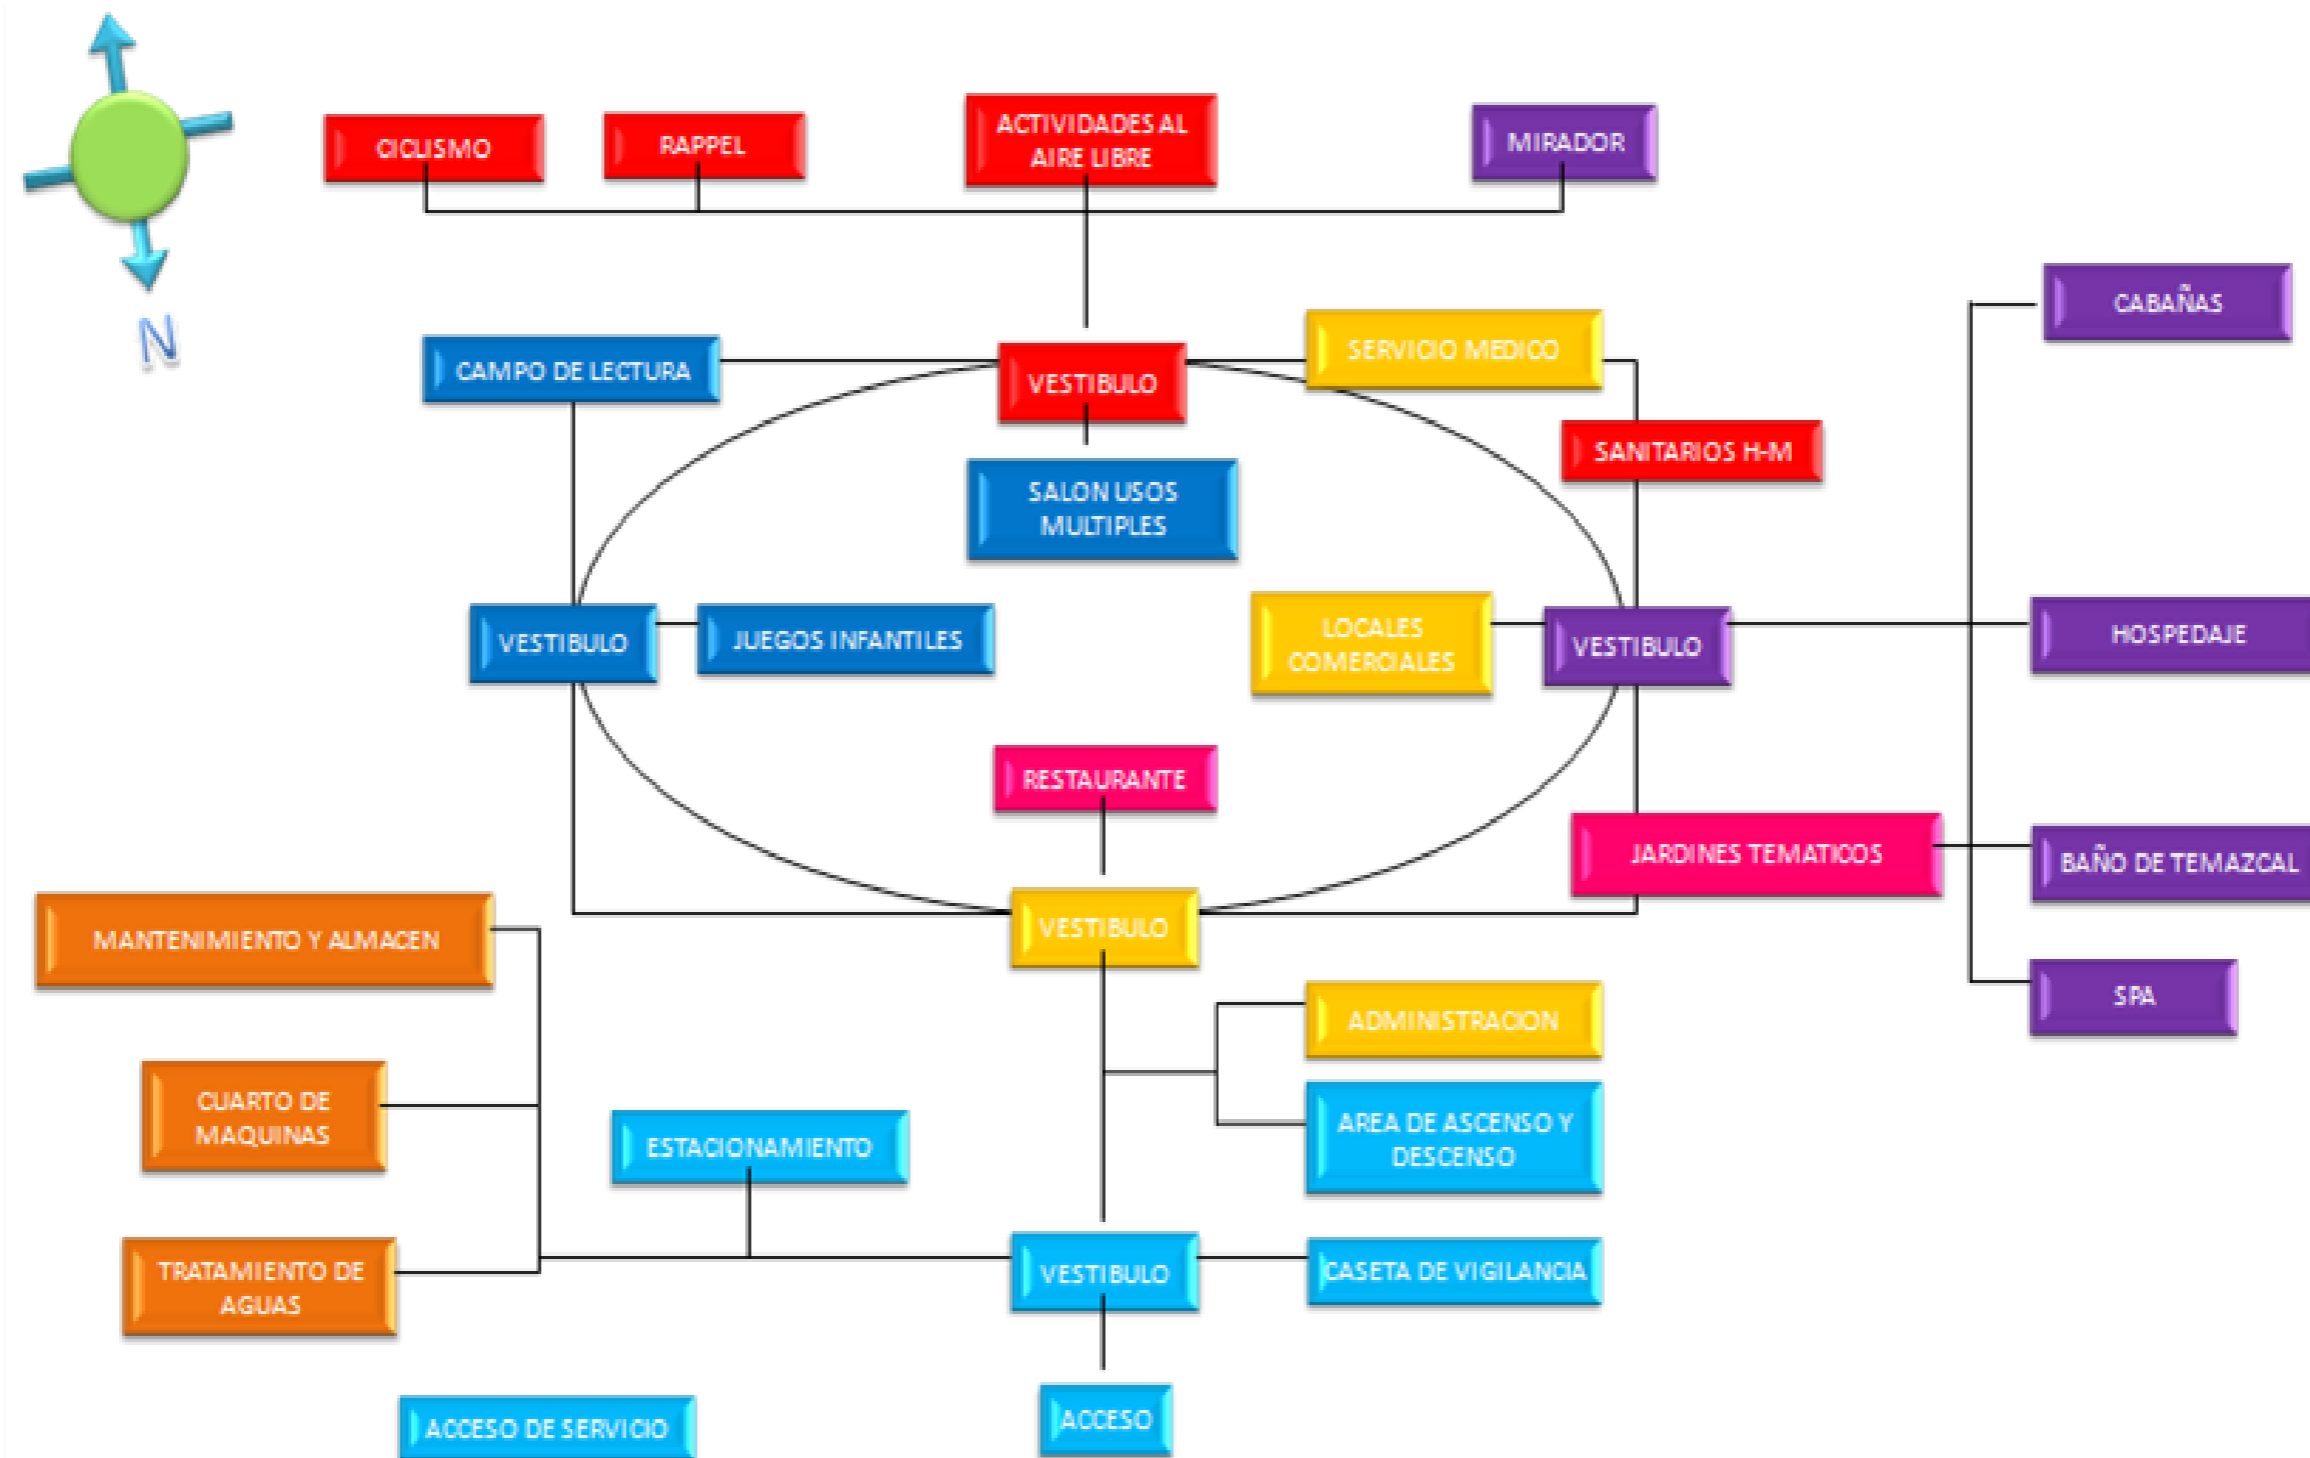 CICLISMO
RAPPEL
ACTIVIDADES AL
AIRE LIBRE
MIRADOR
N
CABAÑAS
CAMPO DE LECTURA
VESTIBULO
SERVICIO MEDICO
SANITARIOS H-M
SALON USOS
MULTIPLES
VESTIBULO
JUEGOS INFANTILES
LOCALES
COMERCIALES
VESTIBULO
HOSPEDAJE
RESTAURANTE
JARDINES TEMATICOS
BAÑO DE TEMAZCAL
MANTENIMIENTO Y ALMACEN
VESTIBULO
SPA
ADMINISTRACION
CUARTO DE
MAQUINAS
ESTACIONAMIENTO
AREA DE ASCENSO Y
DESCENSO
TRATAMIENTO DE
AGUAS
VESTIBULO
CASETA DE VIGILANCIA
ACCESO DE SERVICIO
ACCESO